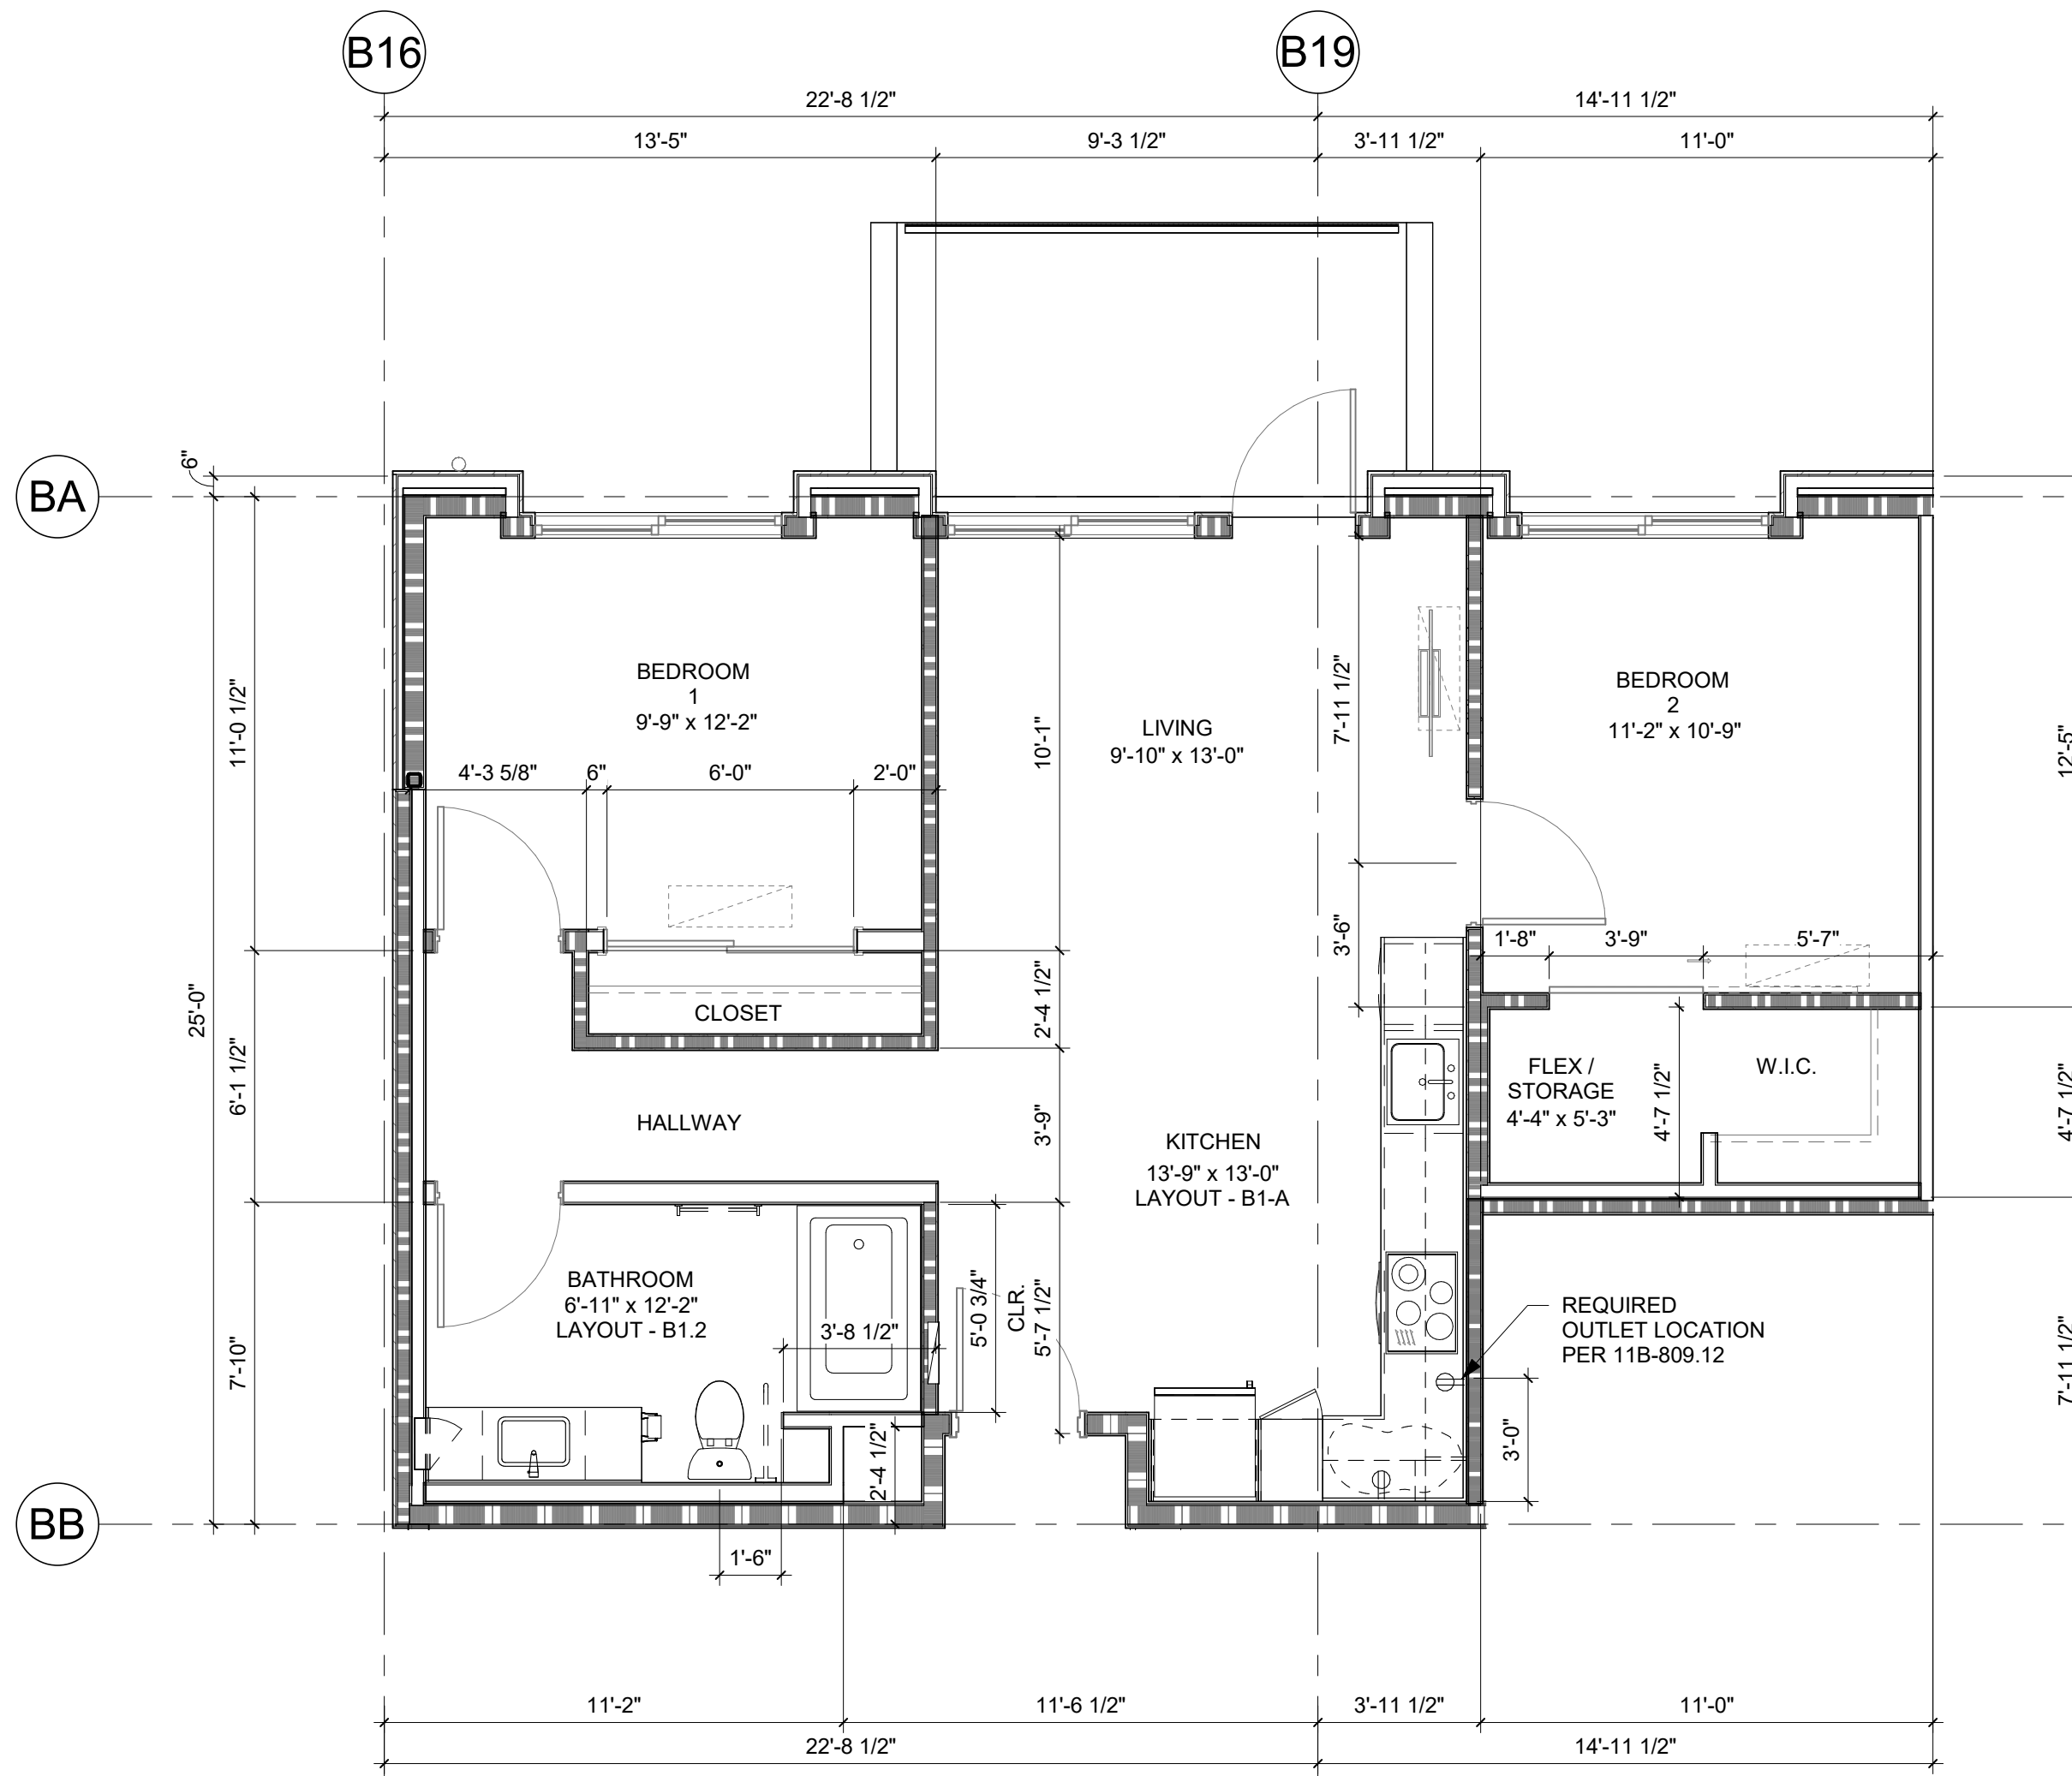 B16
B19
22'-8 1/2"
14'-11 1/2"
13'-5"
9'-3 1/2"
3'-11 1/2"
11'-0"
6"
BA
BEDROOM
1
9'-9" x 12'-2"
BEDROOM
2
11'-2" x 10'-9"
LIVING
9'-10" x 13'-0"
11'-0 1/2"
10'-1"
7'-11 1/2"
12'-5"
4'-3 5/8"
6"
6'-0"
2'-0"
3'-6"
1'-8"
3'-9"
5'-7"
25'-0"
CLOSET
2'-4 1/2"
6'-1 1/2"
HALLWAY
3'-9"
FLEX /
STORAGE
4'-4" x 5'-3"
4'-7 1/2"
W.I.C.
4'-7 1/2"
KITCHEN
13'-9" x 13'-0"
LAYOUT - B1-A
BATHROOM
6'-11" x 12'-2"
LAYOUT - B1.2
3'-8 1/2"
5'-0 3/4"
CLR.
5'-7 1/2"
7'-10"
REQUIRED
OUTLET LOCATION
PER 11B-809.12
7'-11 1/2"
3'-0"
2'-4 1/2"
BB
1'-6"
11'-2"
11'-6 1/2"
3'-11 1/2"
11'-0"
22'-8 1/2"
14'-11 1/2"